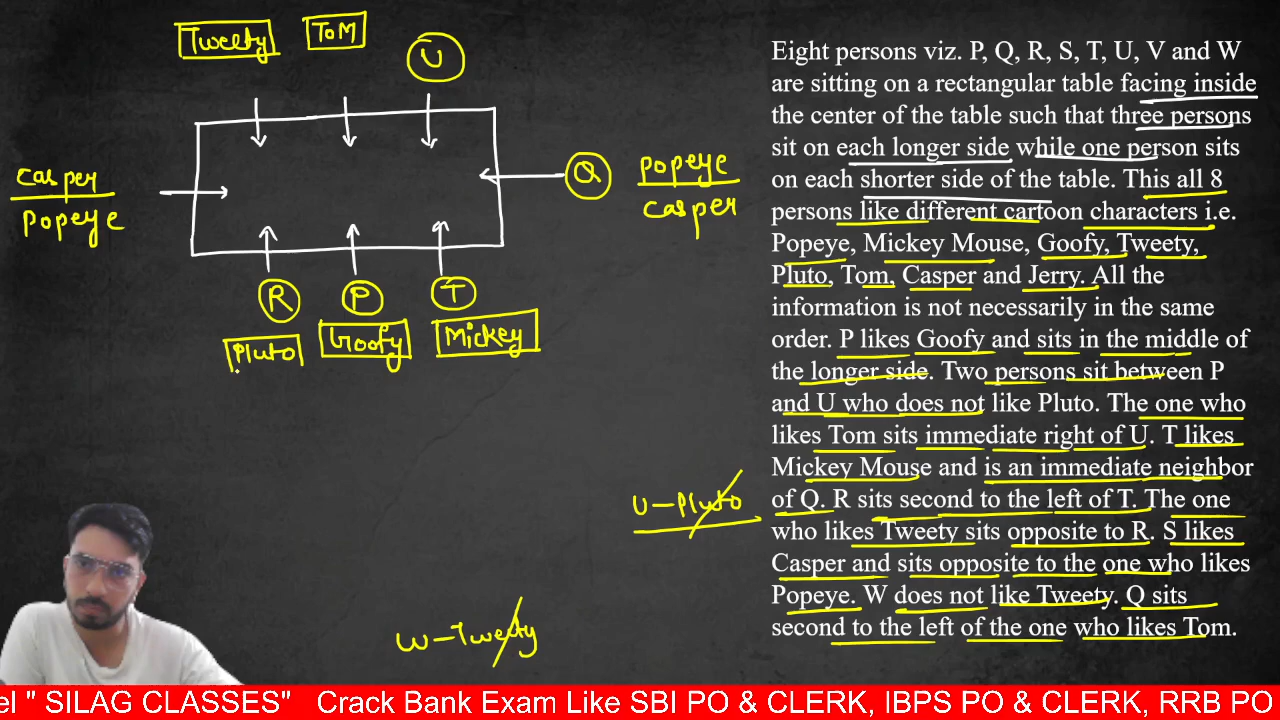 Tweety
TOM
U
casper
popeye
Q
popeye
casper
R
P
T
Pluto
Goofy
Mickey
U-Pluto
W-Tweety
Eight persons viz. P, Q, R, S, T, U, V and W
are sitting on a rectangular table facing inside
the center of the table such that three persons
sit on each longer side while one person sits
on each shorter side of the table. This all 8
persons like different cartoon characters i.e.
Popeye, Mickey Mouse, Goofy, Tweety,
Pluto, Tom, Casper and Jerry. All the
information is not necessarily in the same
order. P likes Goofy and sits in the middle of
the longer side. Two persons sit between P
and U who does not like Pluto. The one who
likes Tom sits immediate right of U. T likes
Mickey Mouse and is an immediate neighbor
of Q. R sits second to the left of T. The one
who likes Tweety sits opposite to R. S likes
Casper and sits opposite to the one who likes
Popeye. W does not like Tweety. Q sits
second to the left of the one who likes Tom.
el " SILAG CLASSES" Crack Bank Exam Like SBI PO & CLERK, IBPS PO & CLERK, RRB PO